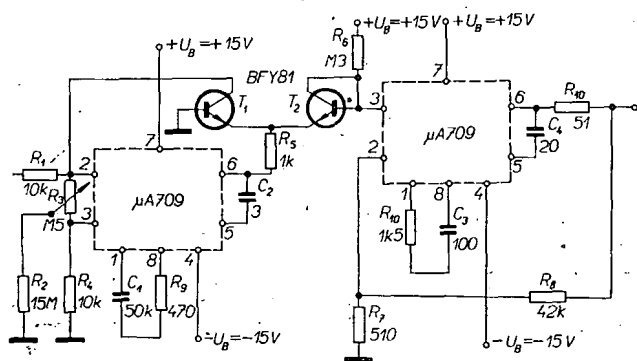 +U_B=+15V
+U_B=+15V
+U_B=+15V
R6
M3
BFY81
T1
T2
7
7
3
6
R10
51
2
μA709
C4
20
5
R5
1k
R1
10k
2
6
R3
M5
μA709
C2
3
3
5
1
8
4
R10
1k5
C3
100
1
8
4
R2
15M
R4
10k
C1
50k
R9
470
-U_B=-15V
R7
510
R8
42k
-U_B=-15V